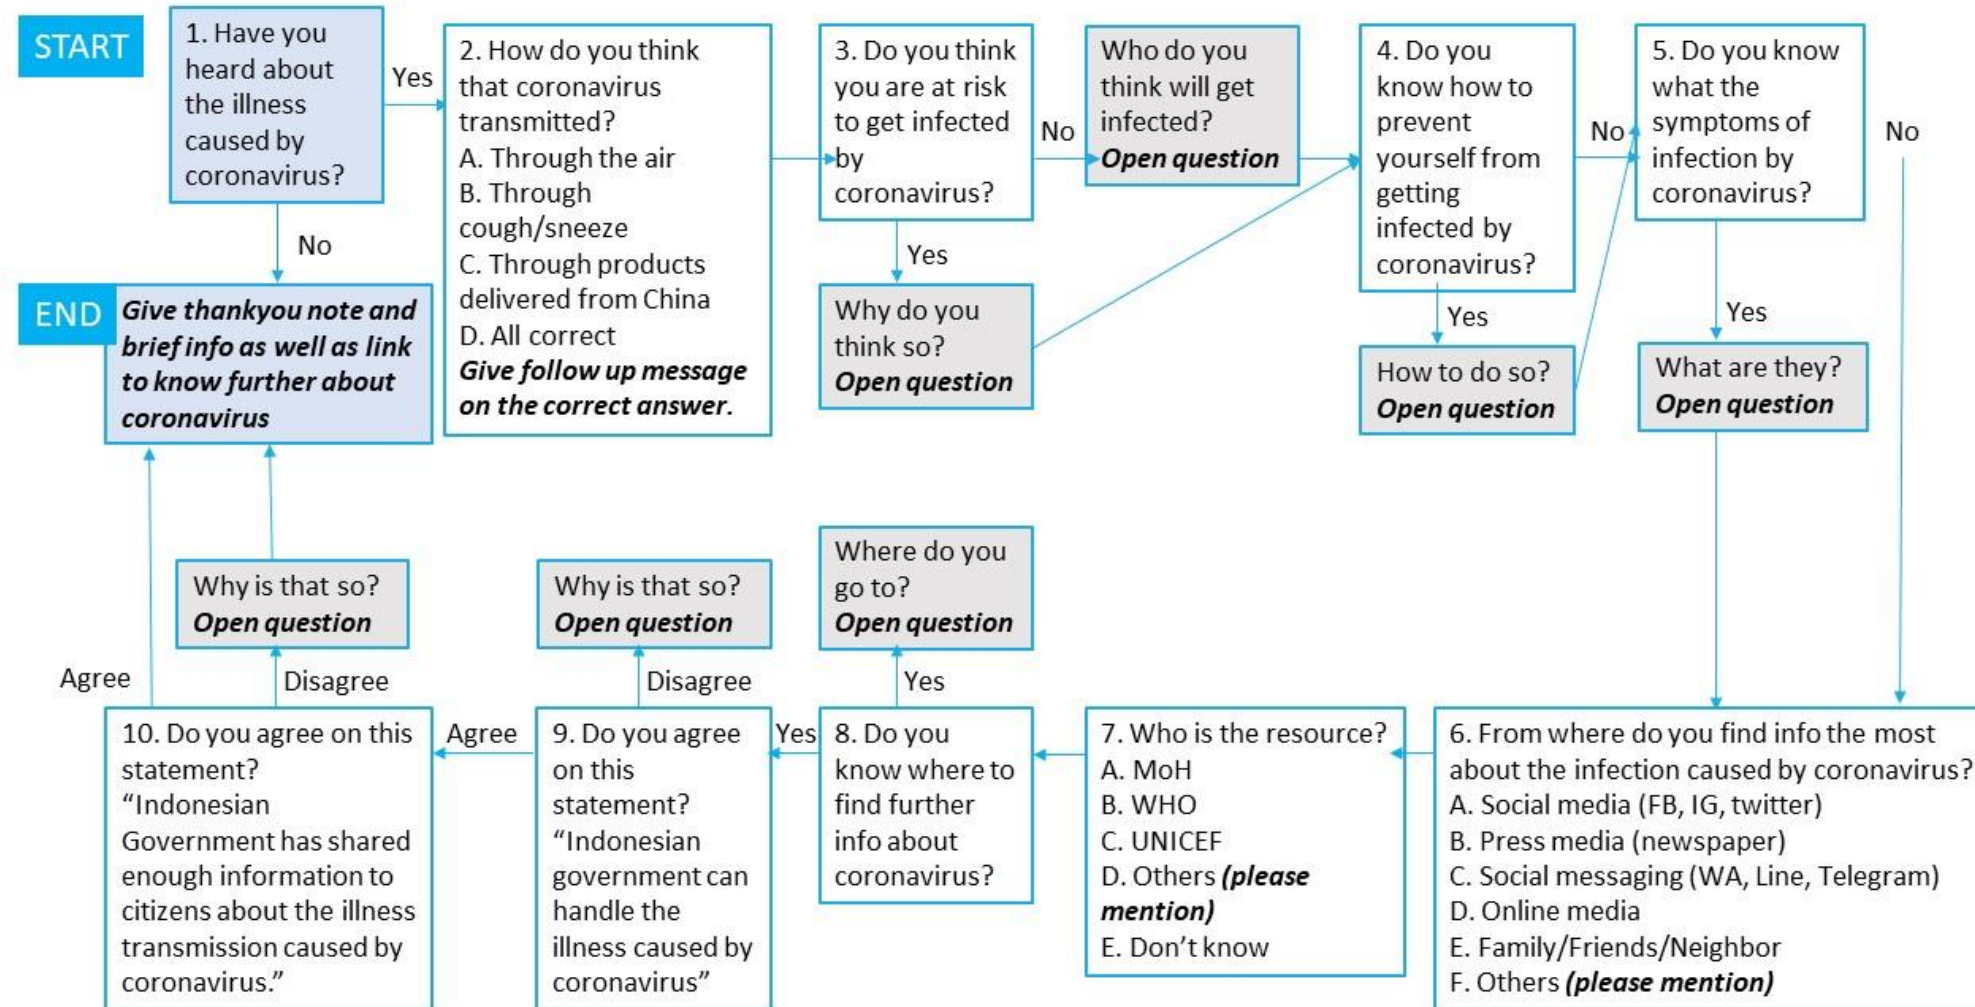 START
1. Have you
heard about
the illness
caused by
coronavirus?
Yes
No
2. How do you think
that coronavirus
transmitted?
A. Through the air
B. Through
cough/sneeze
C. Through products
delivered from China
D. All correct
Give follow up message
on the correct answer.
3. Do you think
you are at risk
to get infected
by
coronavirus?
No
Yes
Who do you
think will get
infected?
Open question
Why do you
think so?
Open question
4. Do you
know how to
prevent
yourself from
getting
infected by
coronavirus?
No
Yes
How to do so?
Open question
5. Do you know
what the
symptoms of
infection by
coronavirus?
No
Yes
What are they?
Open question
END
Give thankyou note and
brief info as well as link
to know further about
coronavirus
Why is that so?
Open question
Why is that so?
Open question
Where do you
go to?
Open question
Agree
Disagree
Disagree
Yes
10. Do you agree on this
statement?
“Indonesian
Government has shared
enough information to
citizens about the illness
transmission caused by
coronavirus.”
Agree
9. Do you agree
on this
statement?
“Indonesian
government can
handle the
illness caused by
coronavirus”
Yes
8. Do you
know where to
find further
info about
coronavirus?
7. Who is the resource?
A. MoH
B. WHO
C. UNICEF
D. Others (please
mention)
E. Don’t know
6. From where do you find info the most
about the infection caused by coronavirus?
A. Social media (FB, IG, twitter)
B. Press media (newspaper)
C. Social messaging (WA, Line, Telegram)
D. Online media
E. Family/Friends/Neighbor
F. Others (please mention)